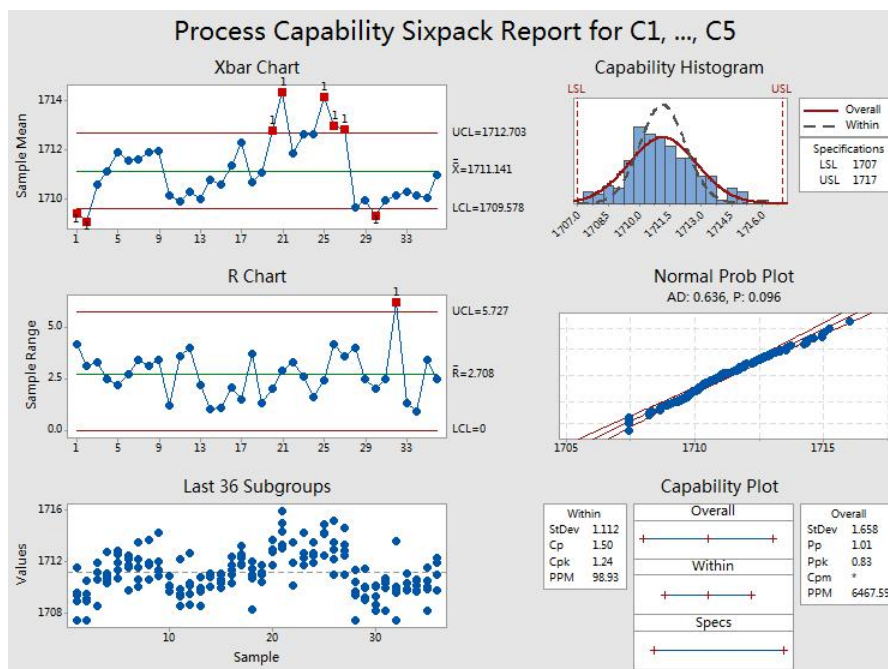 Process Capability Sixpack Report for C1, ..., C5
Xbar Chart
Sample Mean
1714
1712
1710
1
1
1
1
1
1
1
1
1
UCL=1712.703
X=1711.141
LCL=1709.578
1 5 9 13 17 21 25 29 33
Capability Histogram
LSL
USL
1707.0 1708.5 1710.0 1711.5 1713.0 1714.5 1716.0
Overall
Within
Specifications
LSL 1707
USL 1717
R Chart
Sample Range
5.0
2.5
0.0
1
UCL=5.727
R=2.708
LCL=0
1 5 9 13 17 21 25 29 33
Normal Prob Plot
AD: 0.636, P: 0.096
1705 1710 1715
Last 36 Subgroups
Values
1716
1712
1708
10 20 30
Sample
Capability Plot
Within
StDev 1.112
Cp 1.50
Cpk 1.24
PPM 98.93
Overall
Within
Specs
Overall
StDev 1.658
Pp 1.01
Ppk 0.83
Cpm *
PPM 6467.59